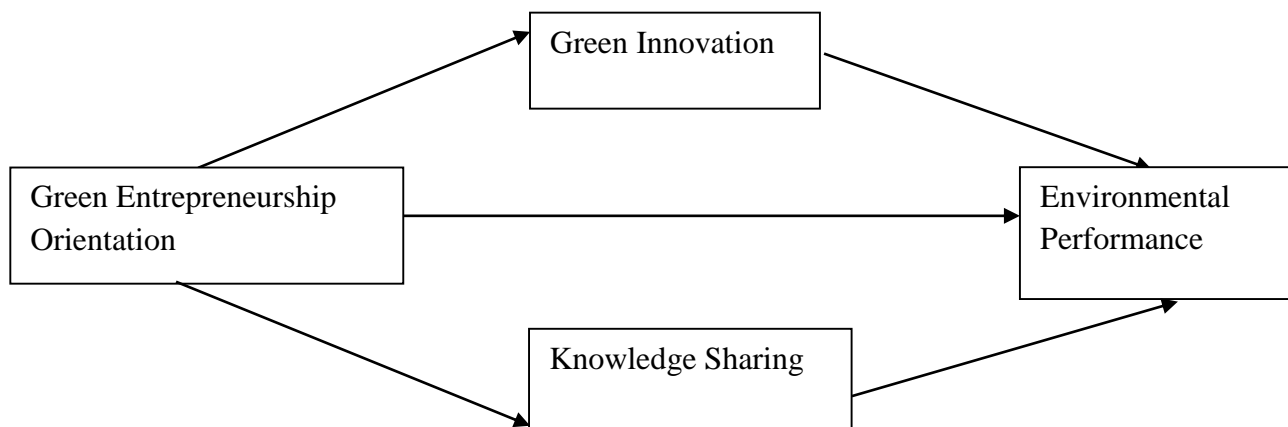 Green Innovation
Green Entrepreneurship
Orientation
Environmental
Performance
Knowledge Sharing